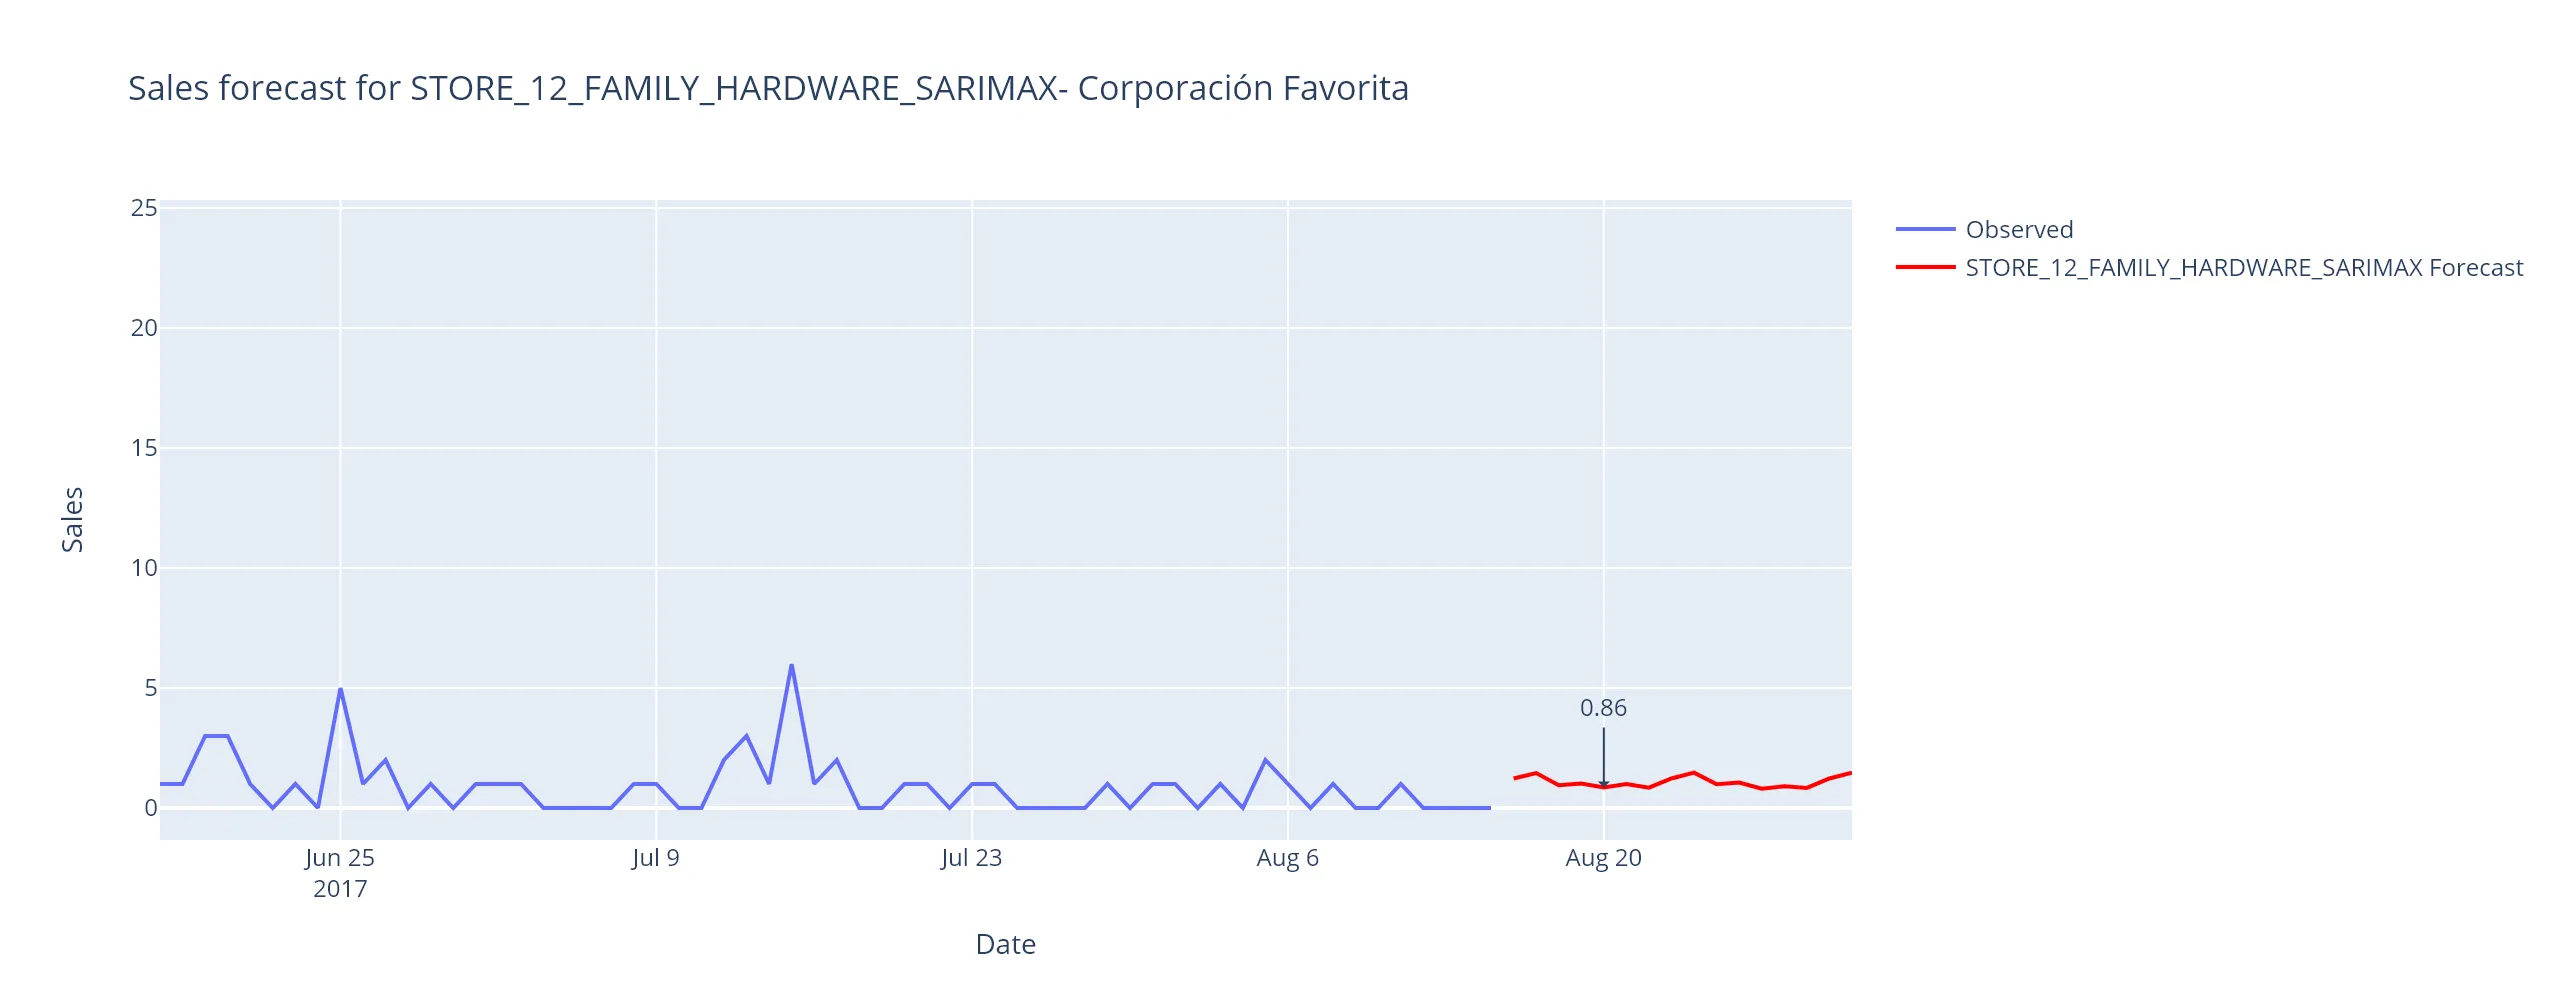 Sales forecast for STORE_12_FAMILY_HARDWARE_SARIMAX- Corporación Favorita
Observed
STORE_12_FAMILY_HARDWARE_SARIMAX Forecast
25
20
15
10
5
0
Sales
0.86
Jun 25
2017
Jul 9
Jul 23
Aug 6
Aug 20
Date